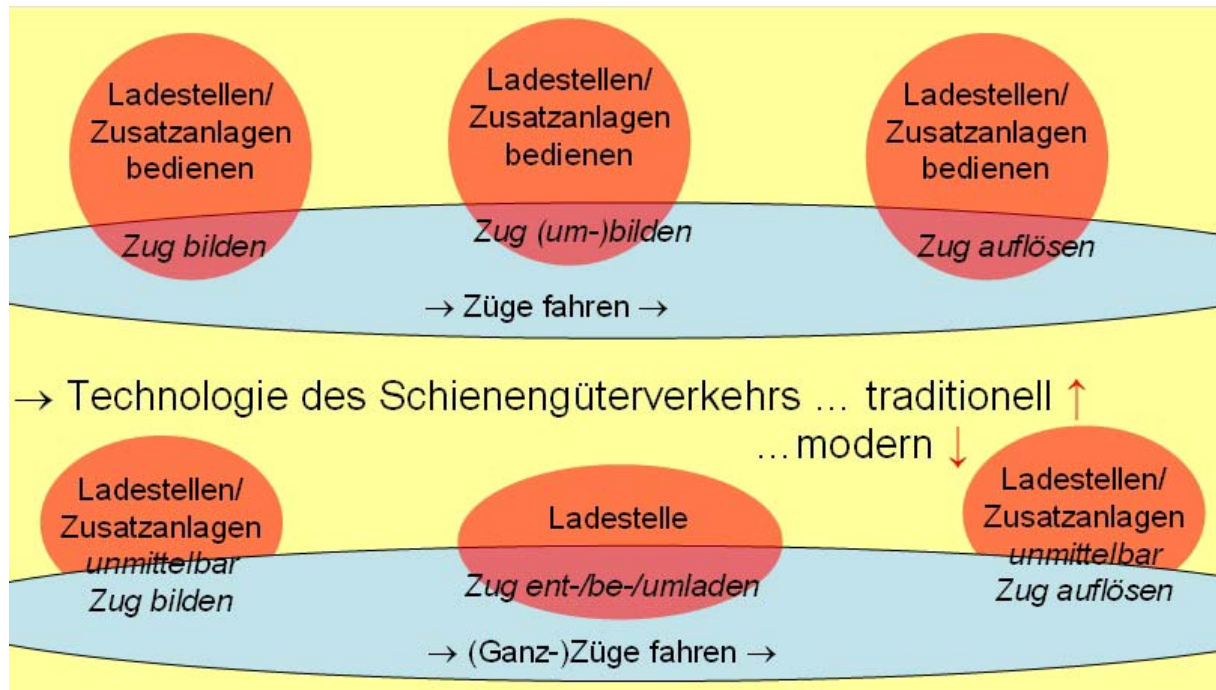 Ladestellen/
Zusatzanlagen
bedienen
Zug bilden
Ladestellen/
Zusatzanlagen
bedienen
Zug (um-)bilden
Ladestellen/
Zusatzanlagen
bedienen
Zug auflösen
→ Züge fahren →
→ Technologie des Schienengüterverkehrs ... traditionell ↑
...modern ↓
Ladestellen/
Zusatzanlagen
unmittelbar
Zug bilden
Ladestelle
Zug ent-/be-/umladen
Ladestellen/
Zusatzanlagen
unmittelbar
Zug auflösen
→ (Ganz-)Züge fahren →